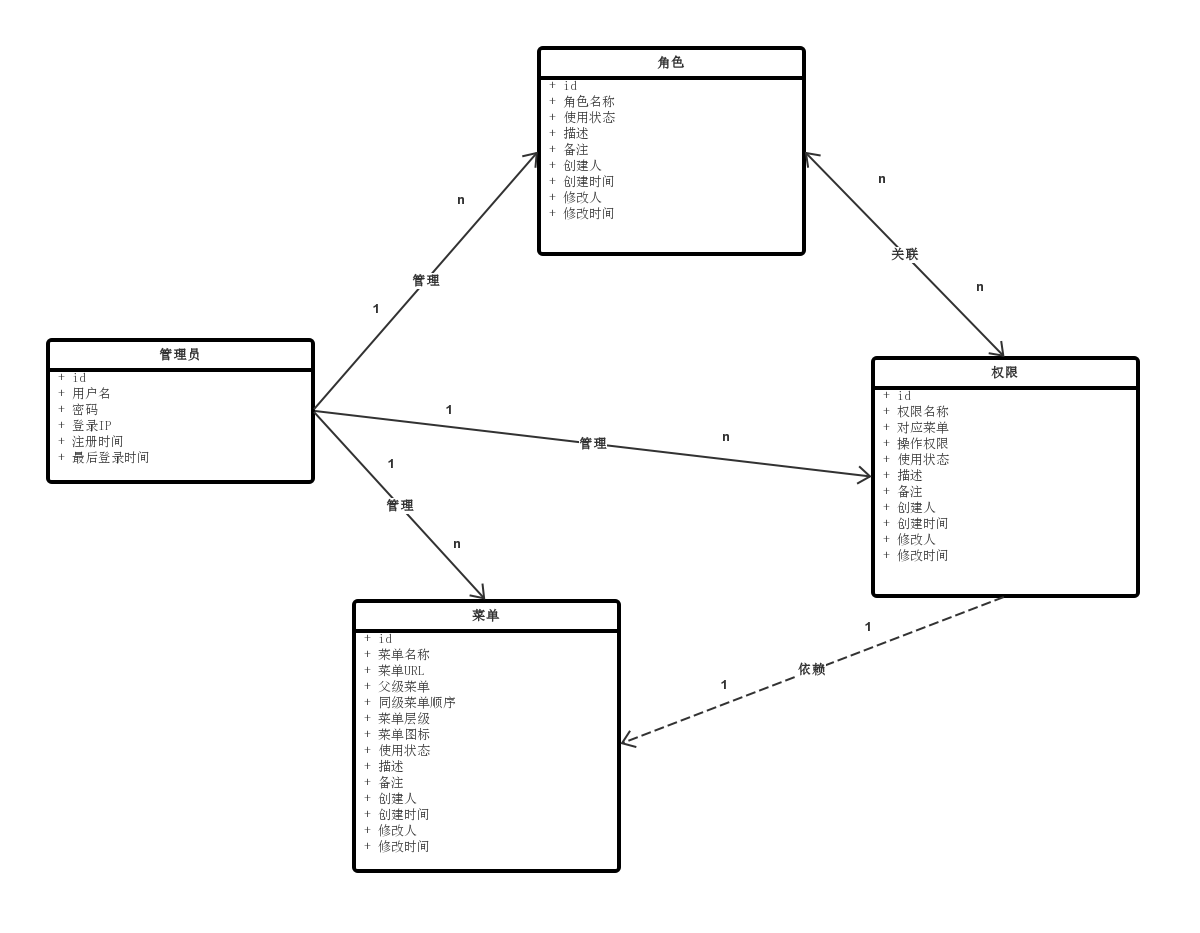 角色
+ id
+ 角色名称
+ 使用状态
+ 描述
+ 备注
+ 创建人
+ 创建时间
+ 修改人
+ 修改时间
n
管理
1
n
关联
n
管理员
+ id
+ 用户名
+ 密码
+ 登录IP
+ 注册时间
+ 最后登录时间
1
管理
n
1
管理
n
权限
+ id
+ 权限名称
+ 对应菜单
+ 操作权限
+ 使用状态
+ 描述
+ 备注
+ 创建人
+ 创建时间
+ 修改人
+ 修改时间
1
依赖
1
菜单
+ id
+ 菜单名称
+ 菜单URL
+ 父级菜单
+ 同级菜单顺序
+ 菜单层级
+ 菜单图标
+ 使用状态
+ 描述
+ 备注
+ 创建人
+ 创建时间
+ 修改人
+ 修改时间